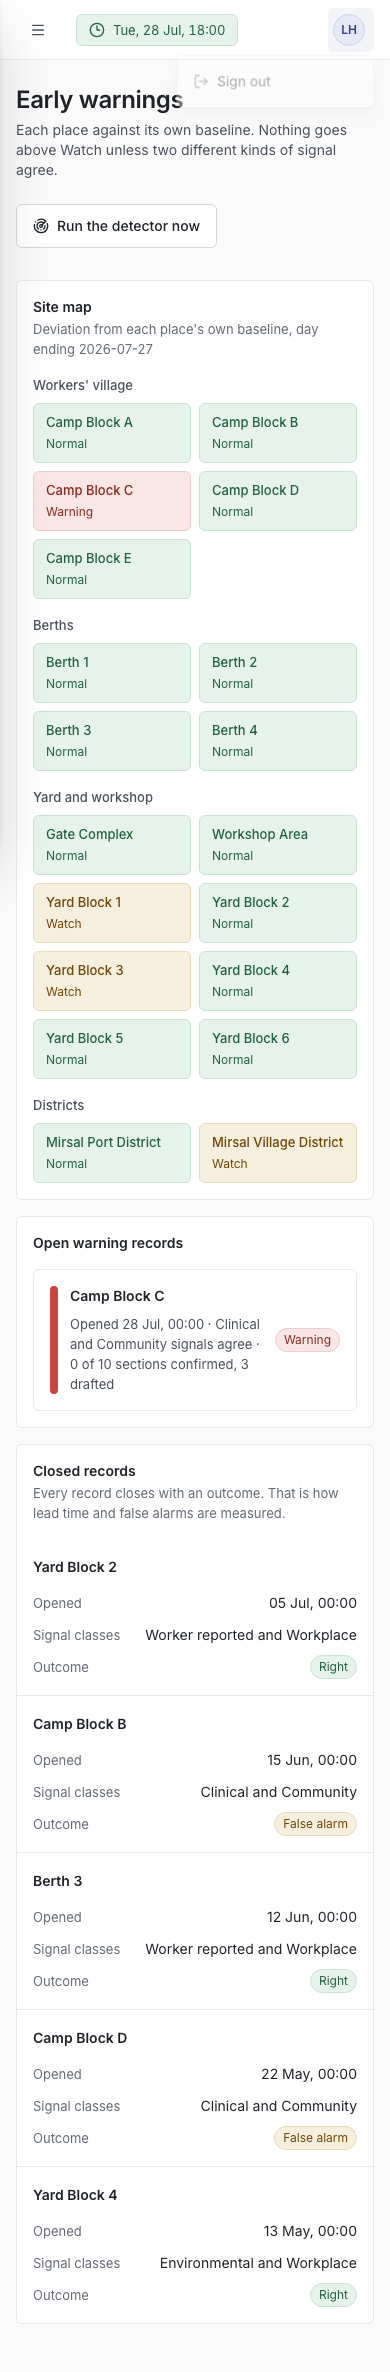 Tue, 28 Jul, 18:00
LH
Sign out
Early warnings
Each place against its own baseline. Nothing goes
above Watch unless two different kinds of signal
agree.
Run the detector now
Site map
Deviation from each place's own baseline, day
ending 2026-07-27
Workers' village
Camp Block A
Normal
Camp Block B
Normal
Camp Block C
Warning
Camp Block D
Normal
Camp Block E
Normal
Berths
Berth 1
Normal
Berth 2
Normal
Berth 3
Normal
Berth 4
Normal
Yard and workshop
Gate Complex
Normal
Workshop Area
Normal
Yard Block 1
Watch
Yard Block 2
Normal
Yard Block 3
Watch
Yard Block 4
Normal
Yard Block 5
Normal
Yard Block 6
Normal
Districts
Mirsal Port District
Normal
Mirsal Village District
Watch
Open warning records
Camp Block C
Opened 28 Jul, 00:00 · Clinical
and Community signals agree ·
0 of 10 sections confirmed, 3
drafted
Warning
Closed records
Every record closes with an outcome. That is how
lead time and false alarms are measured.
Yard Block 2
Opened 05 Jul, 00:00
Signal classes Worker reported and Workplace
Outcome Right
Camp Block B
Opened 15 Jun, 00:00
Signal classes Clinical and Community
Outcome False alarm
Berth 3
Opened 12 Jun, 00:00
Signal classes Worker reported and Workplace
Outcome Right
Camp Block D
Opened 22 May, 00:00
Signal classes Clinical and Community
Outcome False alarm
Yard Block 4
Opened 13 May, 00:00
Signal classes Environmental and Workplace
Outcome Right